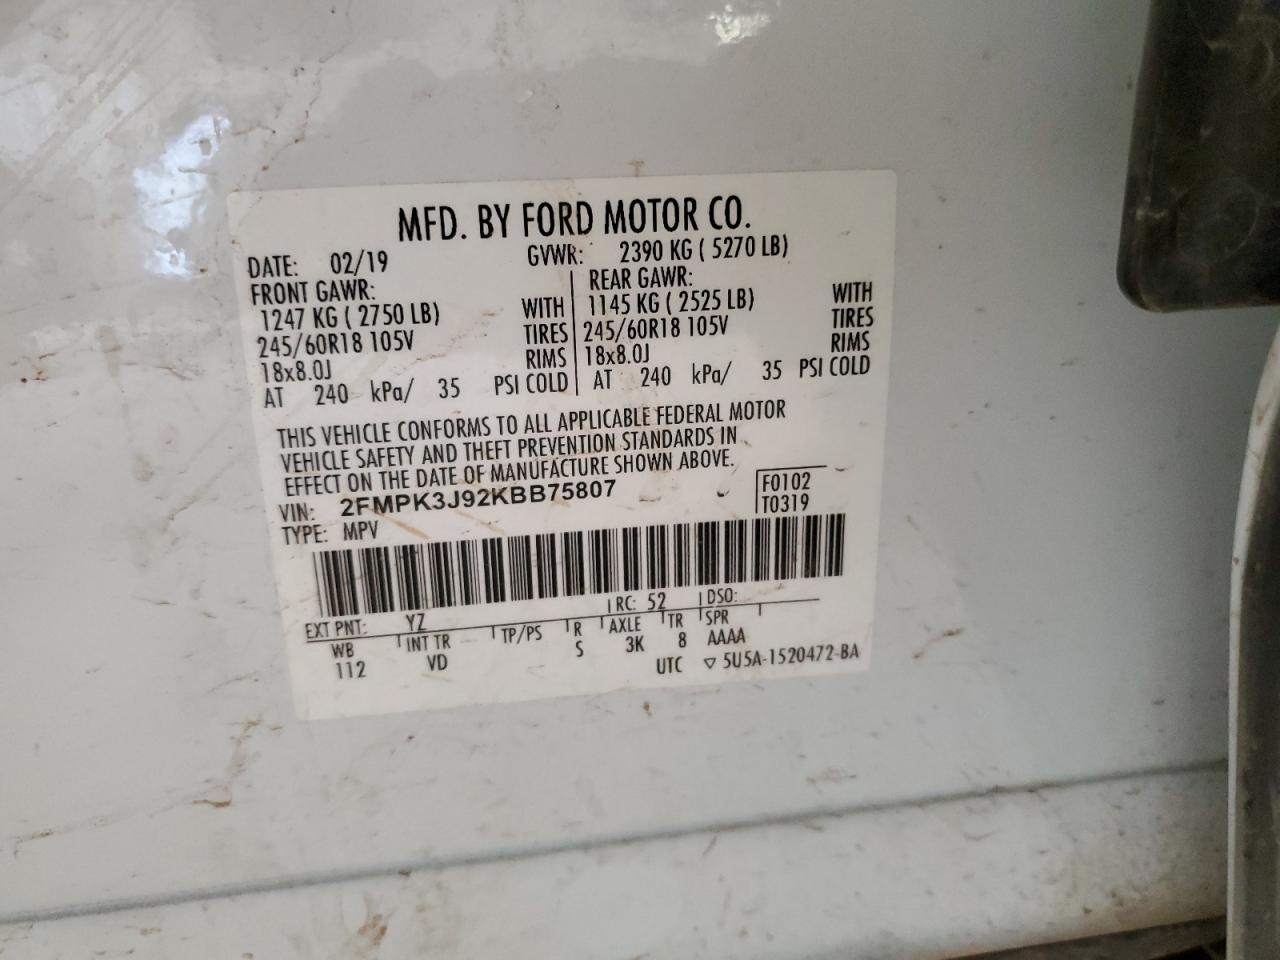 MFD. BY FORD MOTOR CO.
DATE: 02/19 GVWR: 2390 KG ( 5270 LB)
FRONT GAWR: REAR GAWR:
1247 KG ( 2750 LB) WITH 1145 KG ( 2525 LB) WITH
245/60R18 105V TIRES 245/60R18 105V TIRES
18x8.0J RIMS 18x8.0J RIMS
AT 240 kPa/ 35 PSI COLD AT 240 kPa/ 35 PSI COLD
THIS VEHICLE CONFORMS TO ALL APPLICABLE FEDERAL MOTOR
VEHICLE SAFETY AND THEFT PREVENTION STANDARDS IN
EFFECT ON THE DATE OF MANUFACTURE SHOWN ABOVE.
VIN: 2FMPK3J92KBB75807 F0102
TYPE: MPV T0319
EXT PNT: YZ RC: 52 DSO:
WB INT TR TP/PS R AXLE TR SPR
112 VD S 3K 8 AAAA
UTC ▽ 5U5A-1520472-BA